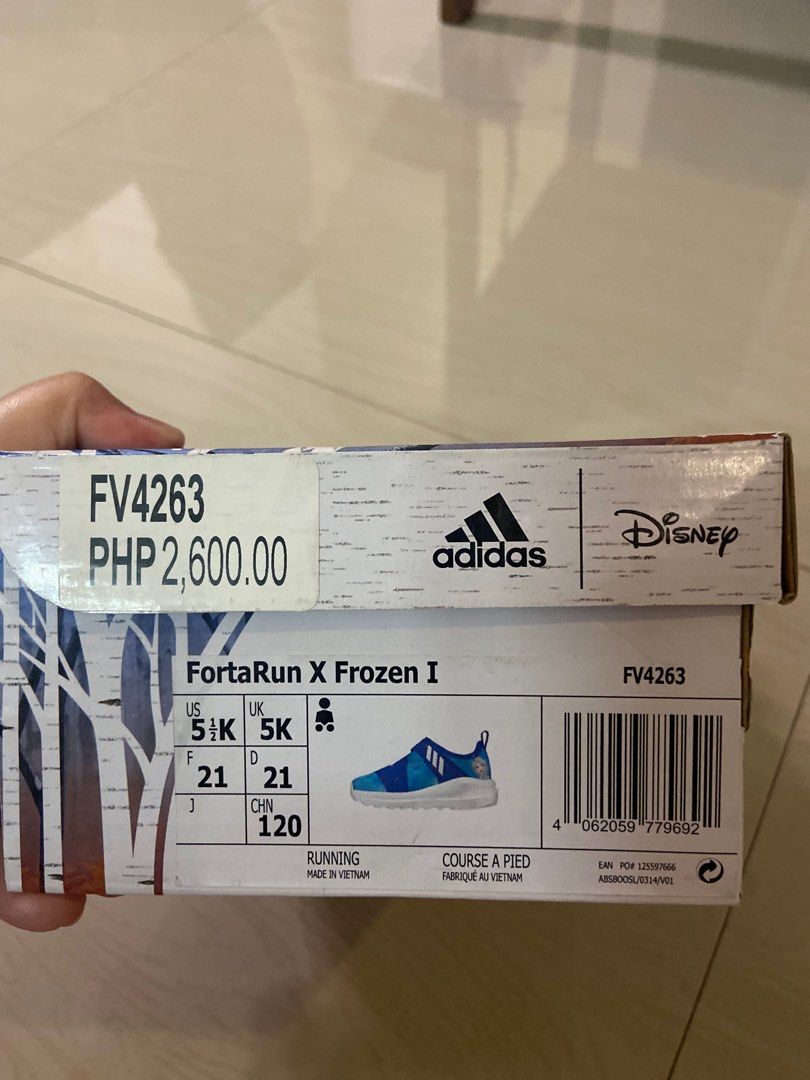 FV4263
PHP 2,600.00
adidas
Disney
FortaRun X Frozen I
FV4263
US
5½K
UK
5K
F
21
D
21
J
CHN
120
4 062059 779692
RUNNING
MADE IN VIETNAM
COURSE A PIED
FABRIQUÉ AU VIETNAM
EAN PO# 125597666
ABSBOOSL/0314/V01